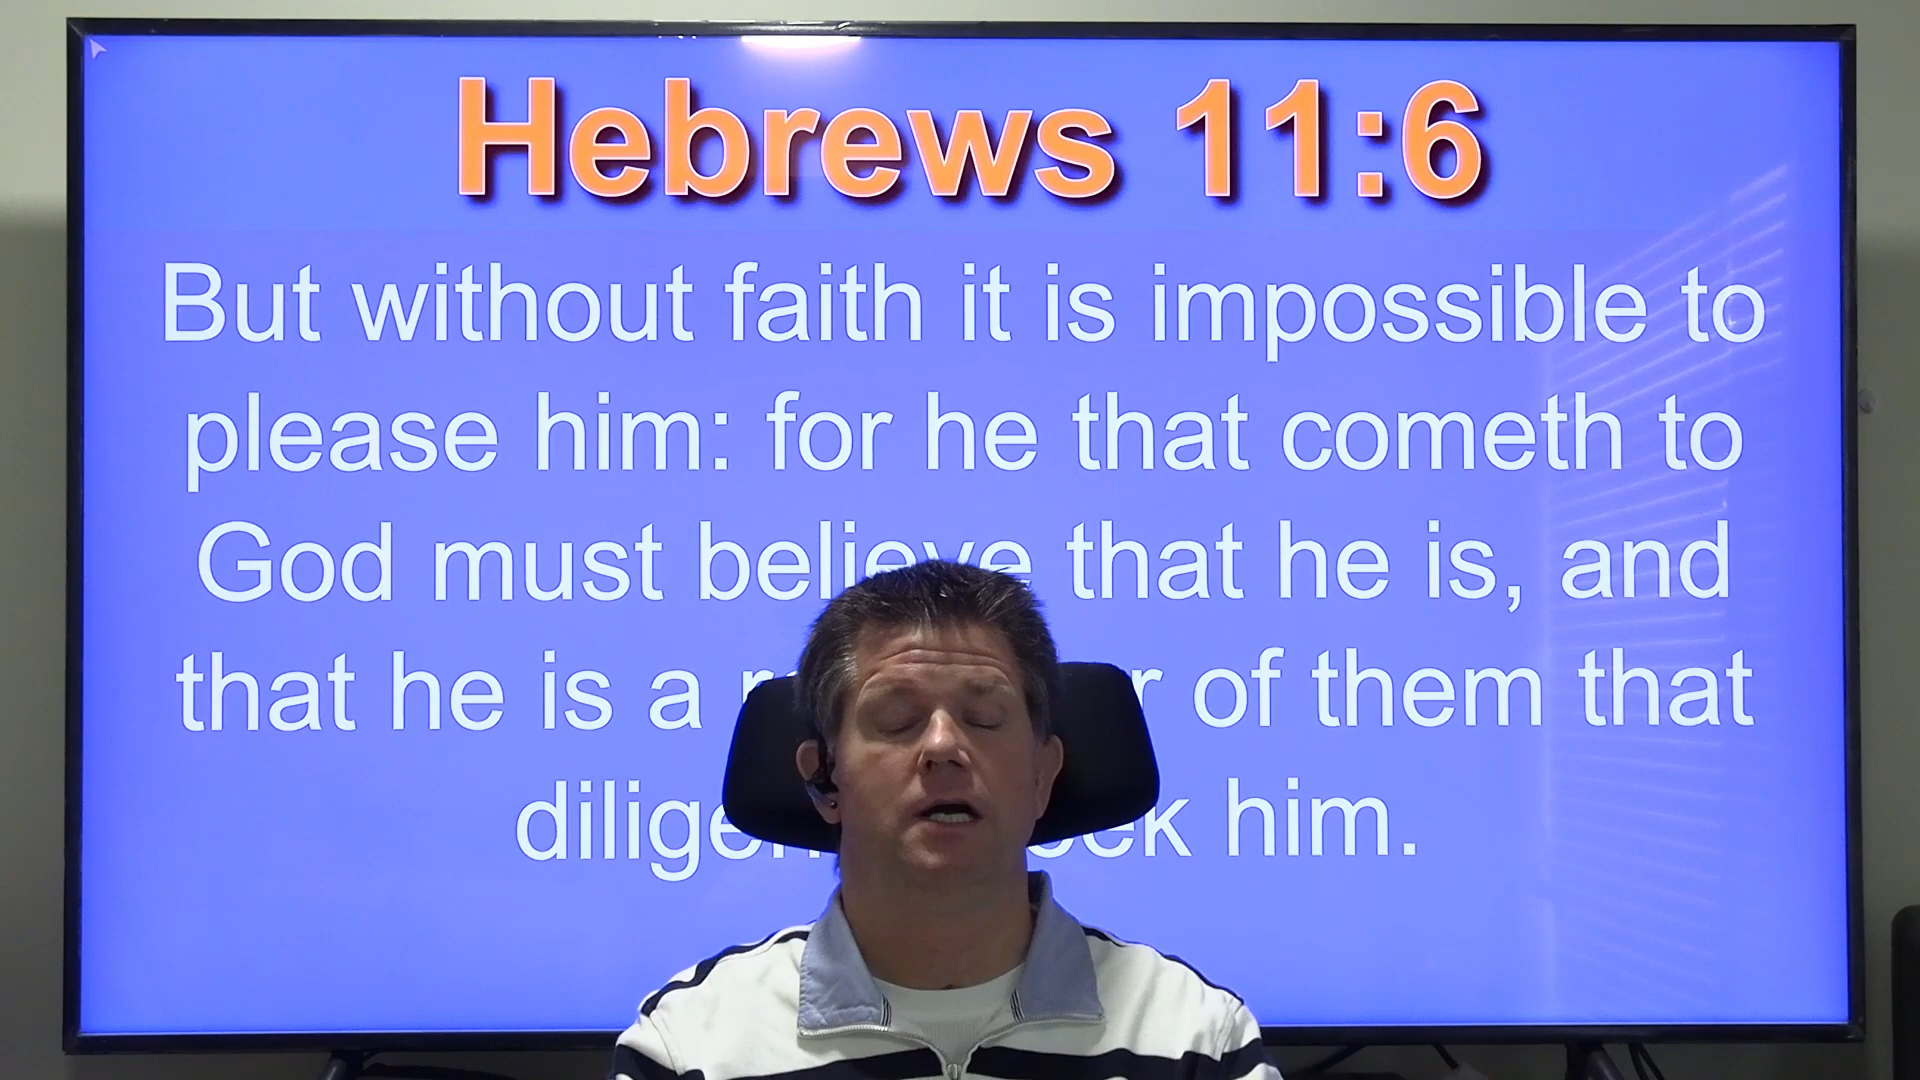 Hebrews 11:6
But without faith it is impossible to
please him: for he that cometh to
God must believe that he is, and
that he is a of them that
him.